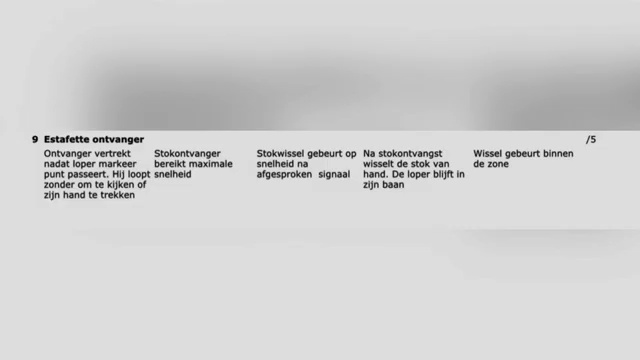 9 Estafette ontvanger /5
Ontvanger vertrekt
nadat loper markeer
punt passeert. Hij loopt
zonder om te kijken of
zijn hand te trekken
Stokontvanger
bereikt maximale
snelheid
Stokwissel gebeurt op
snelheid na
afgesproken signaal
Na stokontvangst
wisselt de stok van
hand. De loper blijft in
zijn baan
Wissel gebeurt binnen
de zone